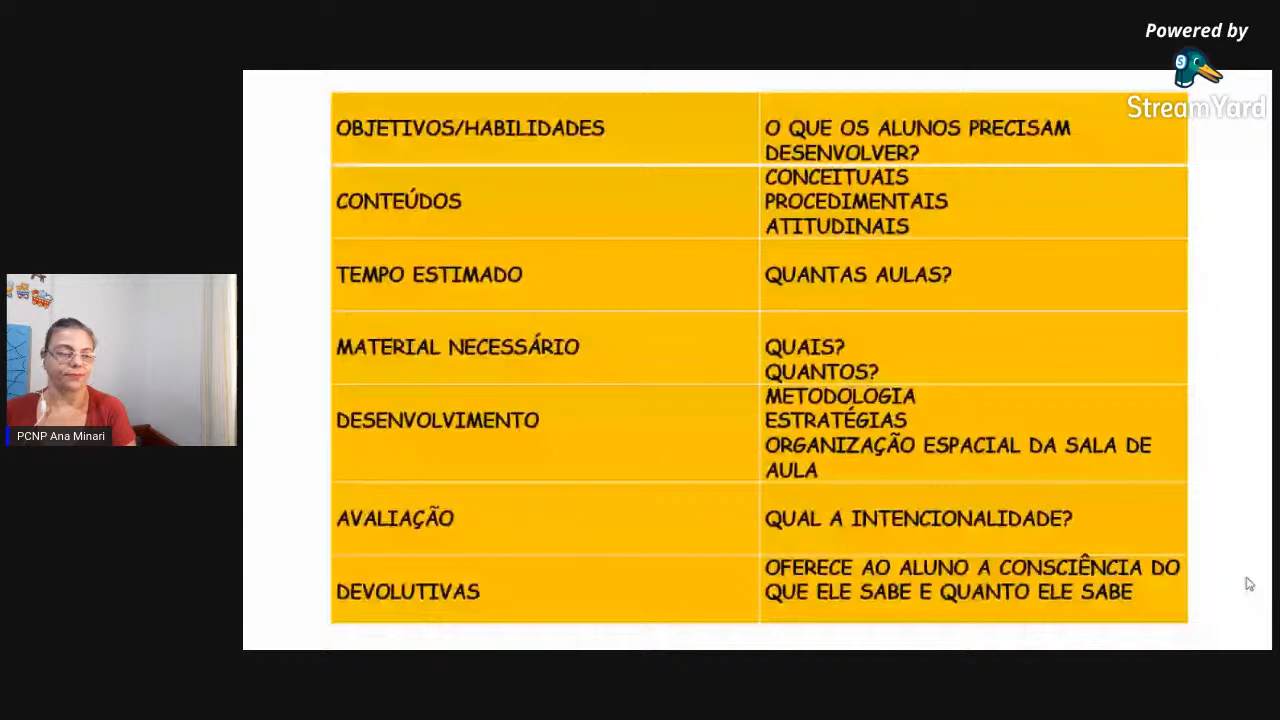 Powered by
StreamYard
OBJETIVOS/HABILIDADES
O QUE OS ALUNOS PRECISAM
DESENVOLVER?
CONTEÚDOS
CONCEITUAIS
PROCEDIMENTAIS
ATITUDINAIS
TEMPO ESTIMADO
QUANTAS AULAS?
MATERIAL NECESSÁRIO
QUAIS?
QUANTOS?
DESENVOLVIMENTO
METODOLOGIA
ESTRATÉGIAS
ORGANIZAÇÃO ESPACIAL DA SALA DE
AULA
AVALIAÇÃO
QUAL A INTENCIONALIDADE?
DEVOLUTIVAS
OFERECE AO ALUNO A CONSCIÊNCIA DO
QUE ELE SABE E QUANTO ELE SABE
PCNP Ana Minari